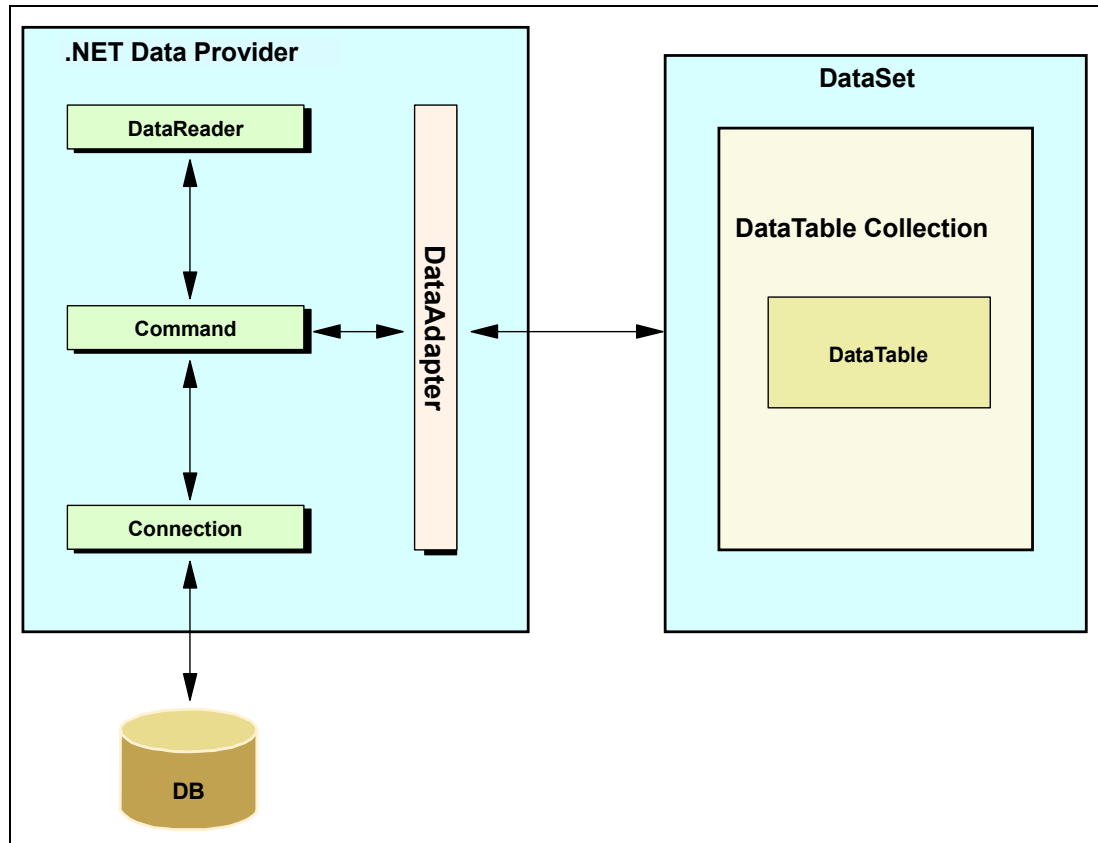 .NET Data Provider
DataReader
Command
Connection
DataAdapter
DB
DataSet
DataTable Collection
DataTable